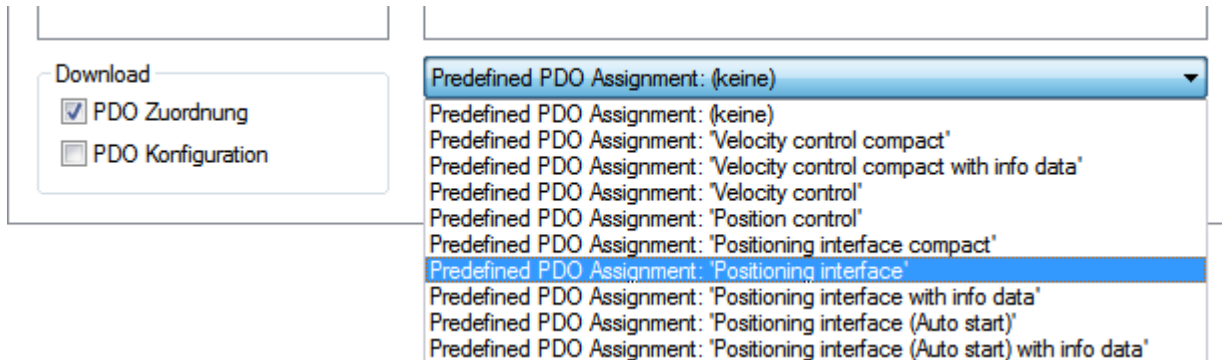 Download
PDO Zuordnung
PDO Konfiguration
Predefined PDO Assignment: (keine)
Predefined PDO Assignment: (keine)
Predefined PDO Assignment: 'Velocity control compact'
Predefined PDO Assignment: 'Velocity control compact with info data'
Predefined PDO Assignment: 'Velocity control'
Predefined PDO Assignment: 'Position control'
Predefined PDO Assignment: 'Positioning interface compact'
Predefined PDO Assignment: 'Positioning interface'
Predefined PDO Assignment: 'Positioning interface with info data'
Predefined PDO Assignment: 'Positioning interface (Auto start)'
Predefined PDO Assignment: 'Positioning interface (Auto start) with info data'